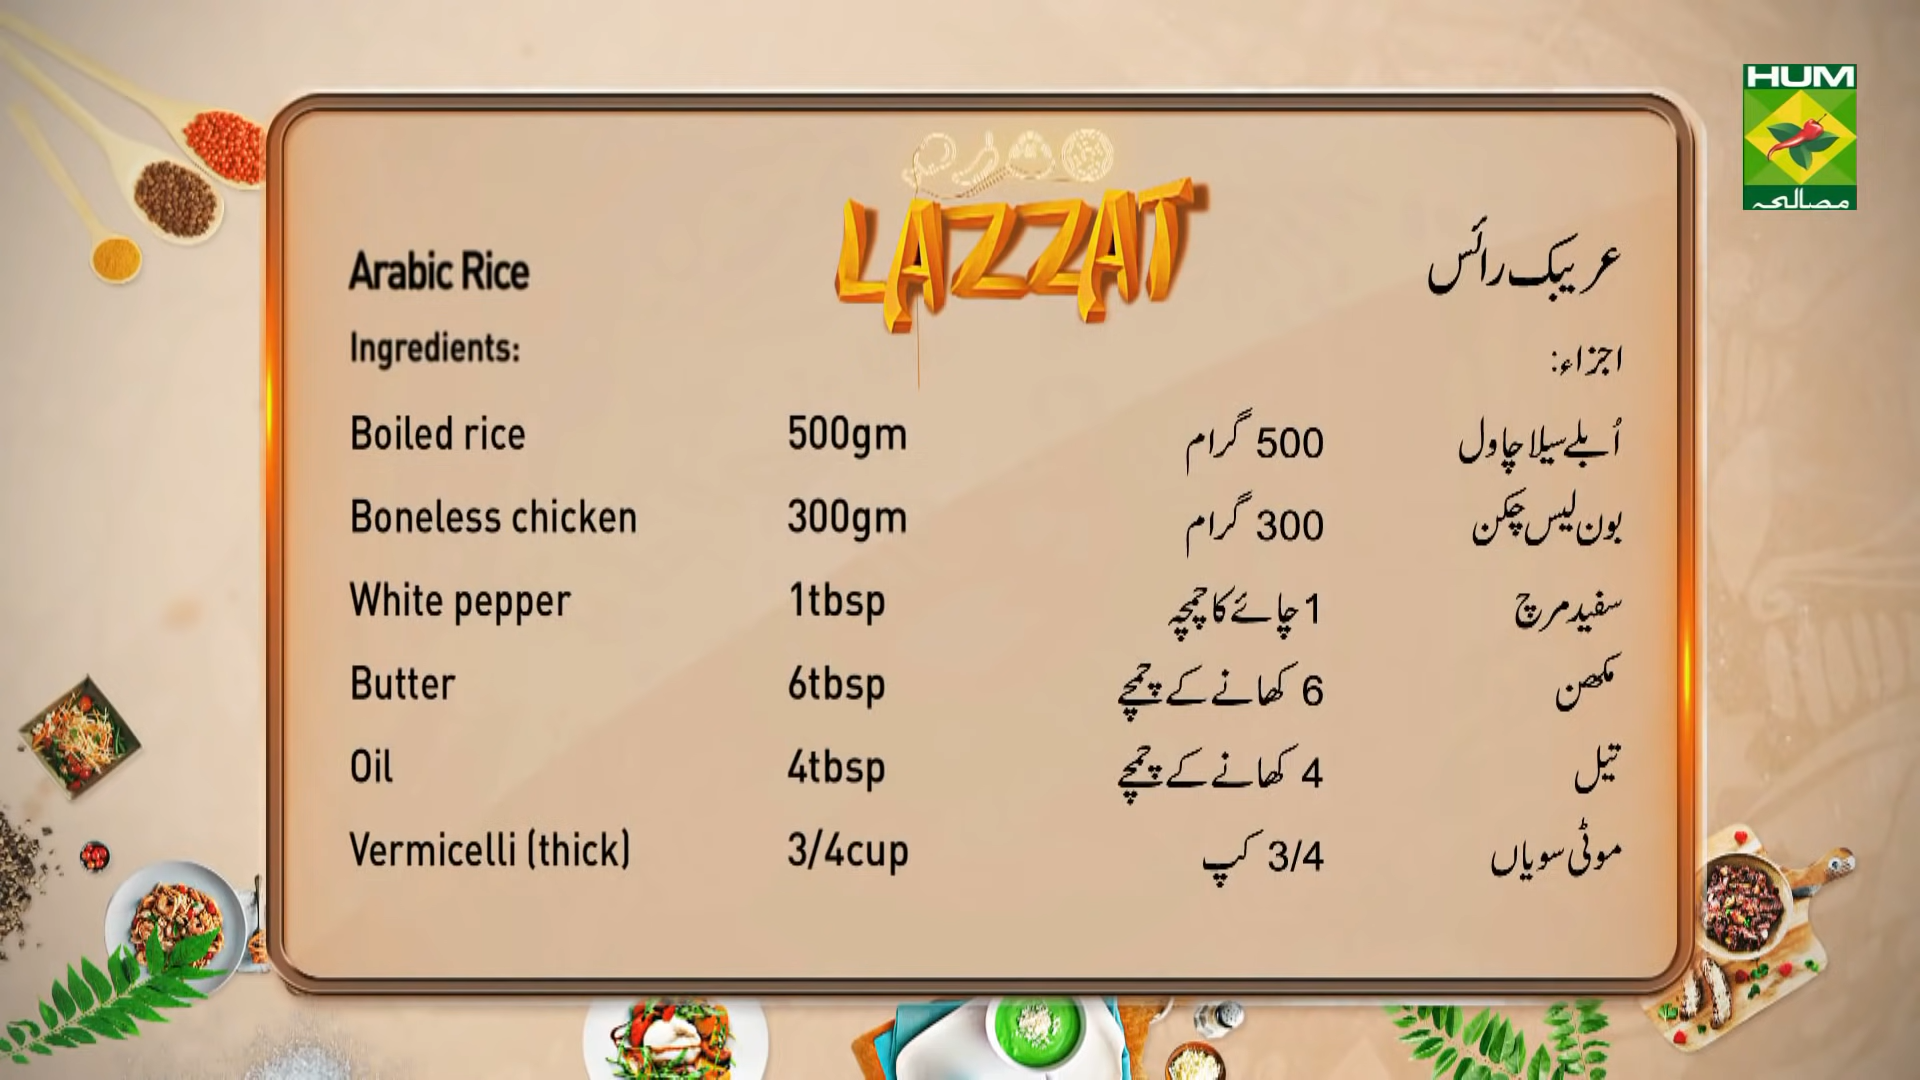 HUM
مصالحہ
LAZZAT
Arabic Rice عریبک رائس
Ingredients: اجزاء:
Boiled rice 500gm اُبلے سیلا چاول 500 گرام
Boneless chicken 300gm بون لیس چکن 300 گرام
White pepper 1tbsp سفید مرچ 1 چائے کا چمچہ
Butter 6tbsp مکھن 6 کھانے کے چمچے
Oil 4tbsp تیل 4 کھانے کے چمچے
Vermicelli (thick) 3/4cup موٹی سویاں 3/4 کپ